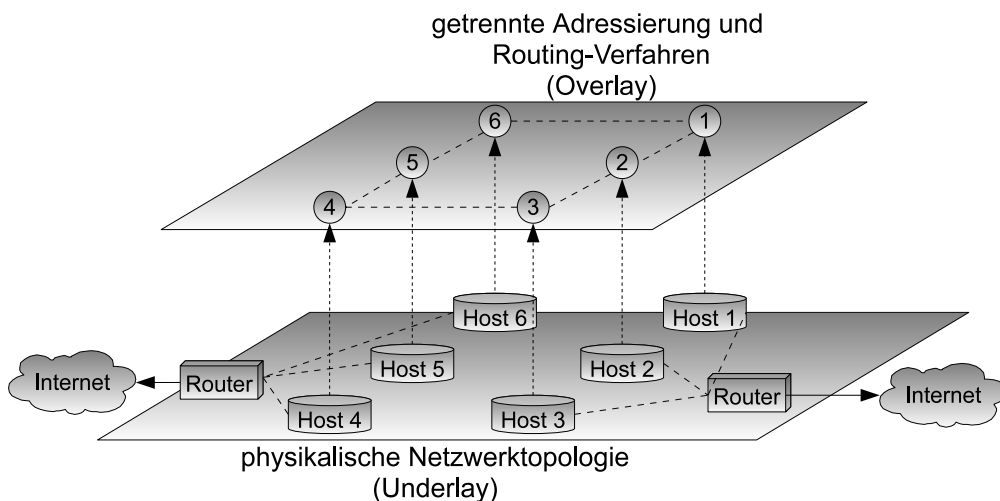 getrennte Adressierung und
Routing-Verfahren
(Overlay)
6
1
5
2
4
3
Host 6
Host 1
Host 5
Host 2
Internet
Router
Router
Internet
Host 4
Host 3
physikalische Netzwerktopologie
(Underlay)